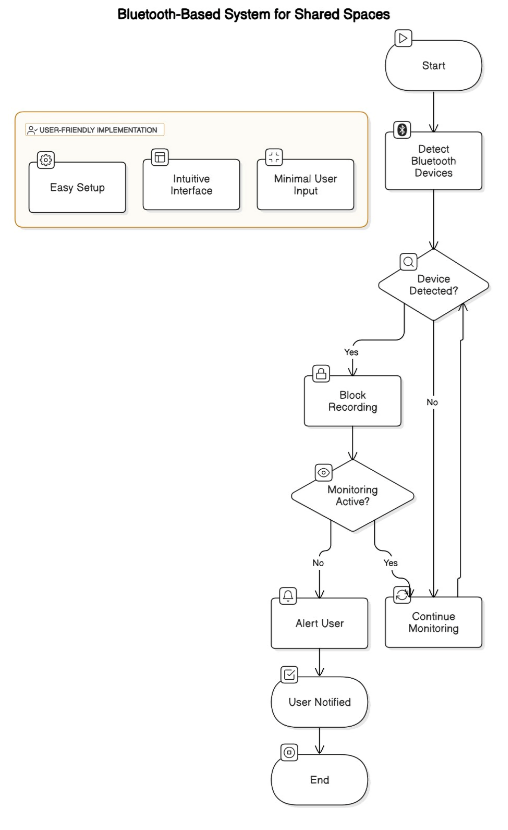 Bluetooth-Based System for Shared Spaces
Start
USER-FRIENDLY IMPLEMENTATION
Easy Setup
Intuitive
Interface
Minimal User
Input
Detect
Bluetooth
Devices
Device
Detected?
Yes
Block
Recording
No
Monitoring
Active?
No
Yes
Alert User
Continue
Monitoring
User Notified
End